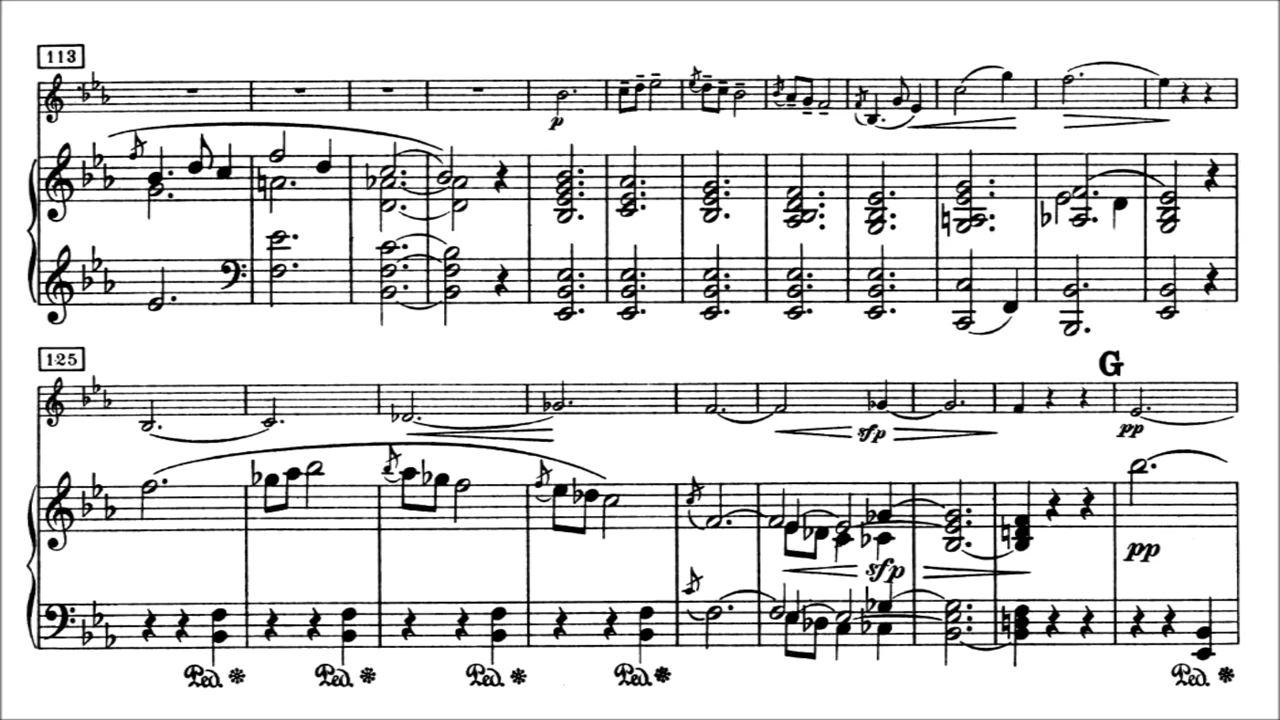 113
p
125
G
sfp
pp
sfp
pp
Ped. * Ped. * Ped. * Ped. * Ped. *